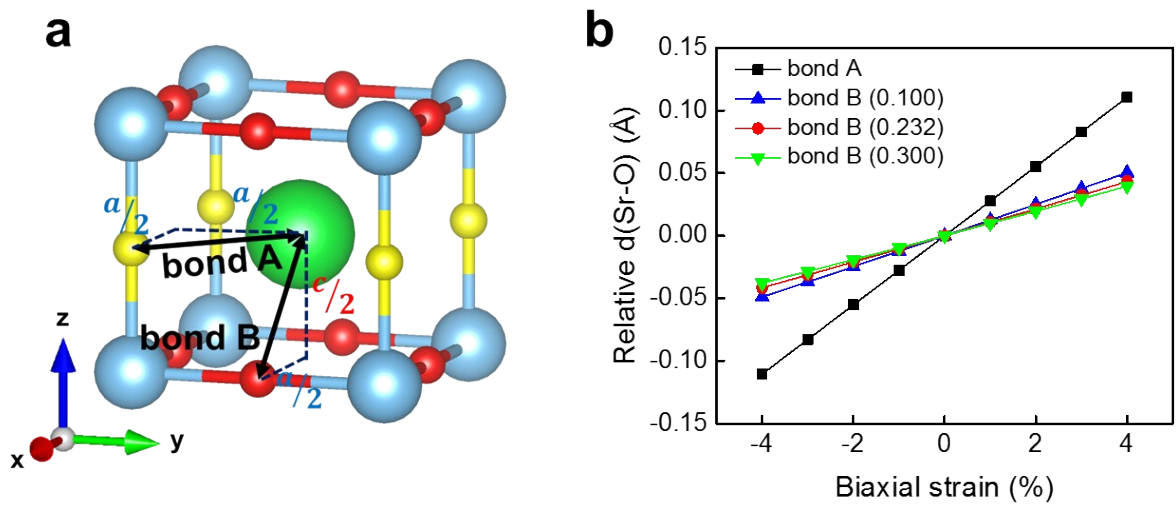 a
a/2
a/2
bond A
c/2
bond B
a/2
z
y
x
b
Relative d(Sr-O) (Å)
0.15
0.10
0.05
0.00
-0.05
-0.10
-0.15
bond A
bond B (0.100)
bond B (0.232)
bond B (0.300)
-4
-2
0
2
4
Biaxial strain (%)